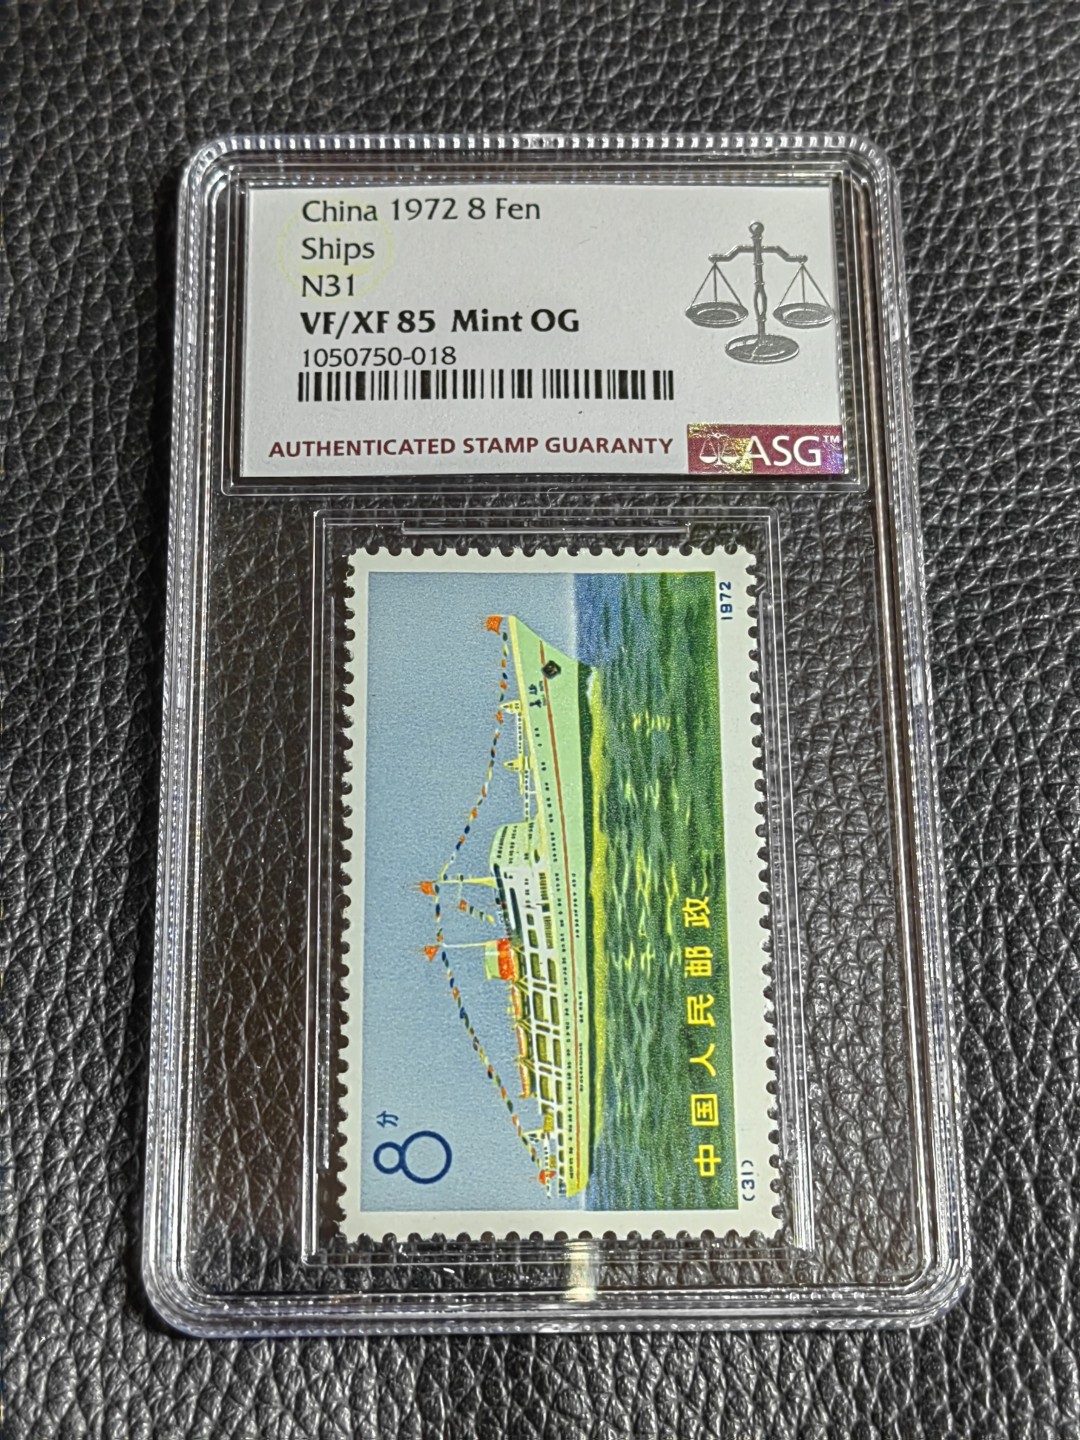 China 1972 8 Fen
Ships
N31
VF/XF 85 Mint OG
1050750-018
AUTHENTICATED STAMP GUARANTY
ASG™
8分
中国人民邮政
(31)
1972